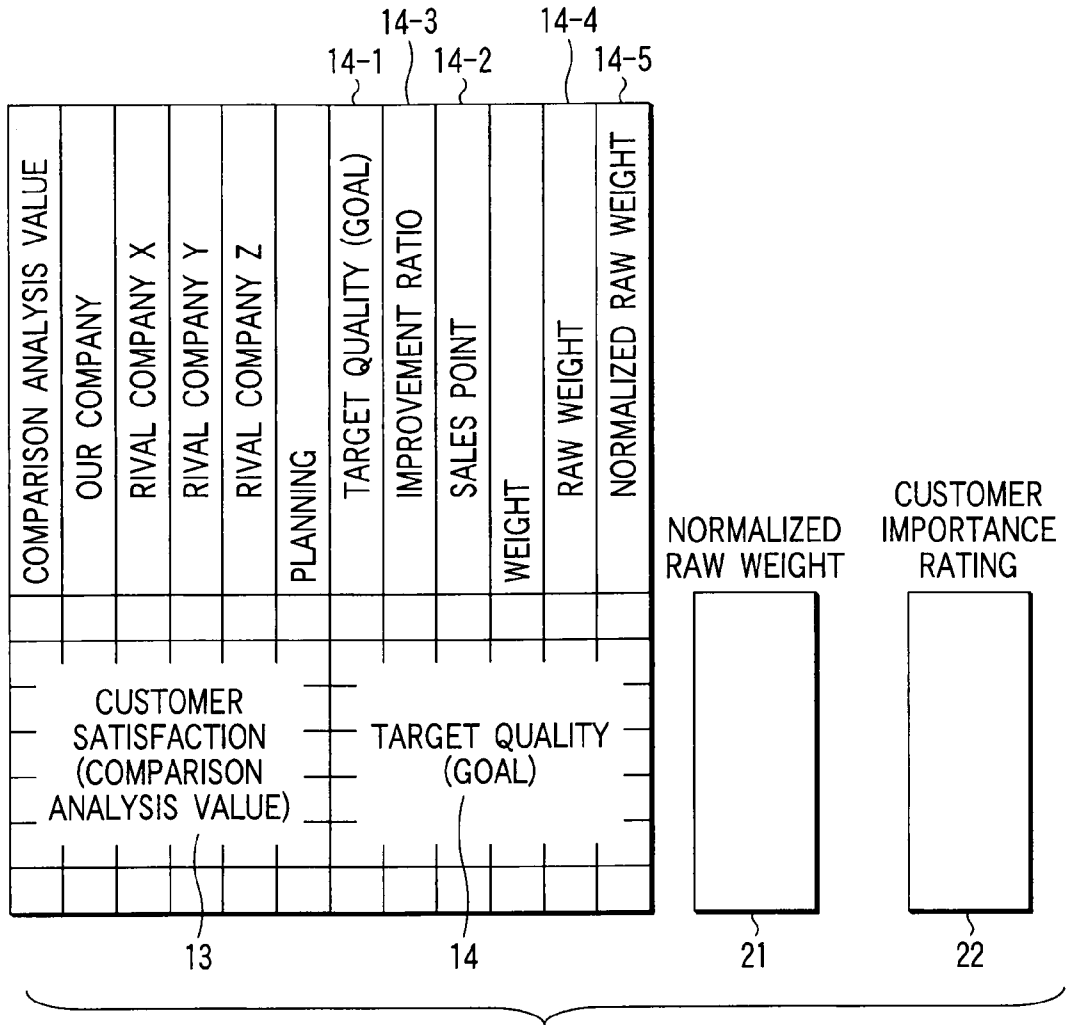 14-3
14-4
14-1
14-2
14-5
COMPARISON ANALYSIS VALUE
OUR COMPANY
RIVAL COMPANY X
RIVAL COMPANY Y
RIVAL COMPANY Z
PLANNING
TARGET QUALITY (GOAL)
IMPROVEMENT RATIO
SALES POINT
WEIGHT
RAW WEIGHT
NORMALIZED RAW WEIGHT
NORMALIZED
RAW WEIGHT
CUSTOMER
IMPORTANCE
RATING
CUSTOMER
SATISFACTION
(COMPARISON
ANALYSIS VALUE)
TARGET QUALITY
(GOAL)
13
14
21
22